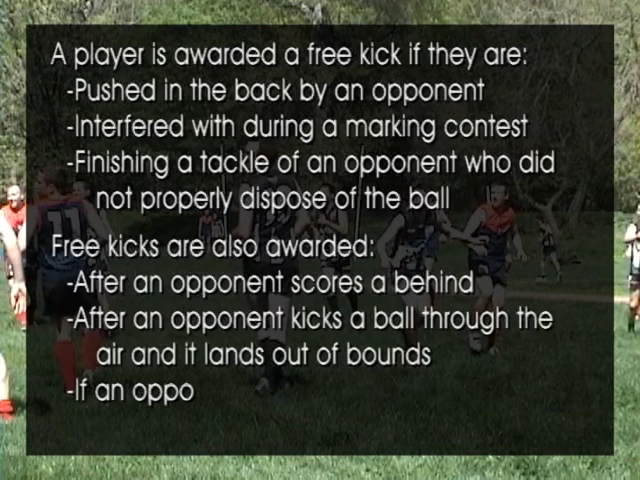 A player is awarded a free kick if they are:
-Pushed in the back by an opponent
-Interfered with during a marking contest
-Finishing a tackle of an opponent who did
not properly dispose of the ball
Free kicks are also awarded:
-After an opponent scores a behind
-After an opponent kicks a ball through the
air and it lands out of bounds
-If an oppo
11